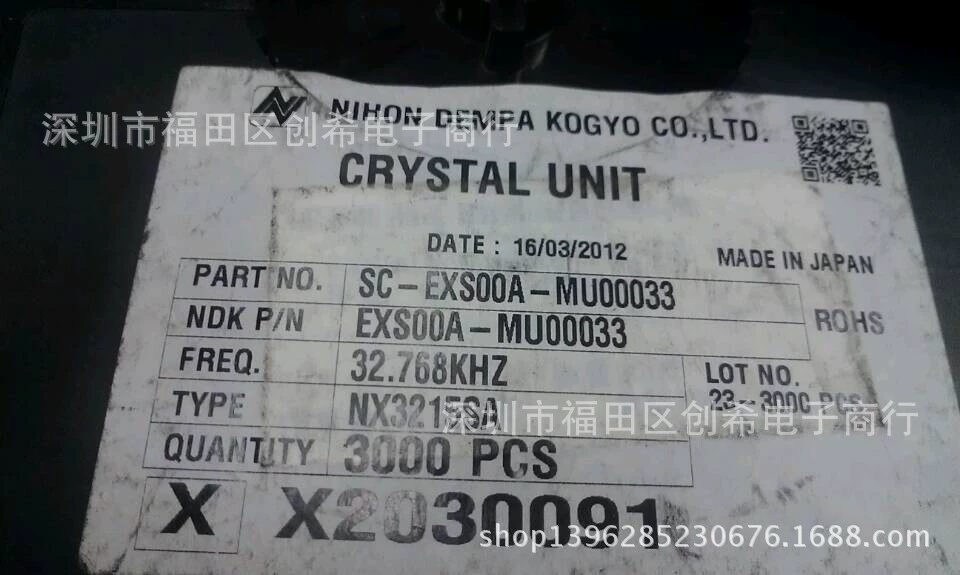 NIHON DEMPA KOGYO CO.,LTD.
深圳市福田区创希电子商行
CRYSTAL UNIT
DATE : 16/03/2012
MADE IN JAPAN
PART NO. SC-EXS00A-MU00033
ROHS
NDK P/N EXS00A-MU00033
FREQ. 32.768KHZ
LOT NO.
23-3000 PCS
TYPE NX3215SA
深圳市福田区创希电子商行
QUANTITY 3000 PCS
X X2030091
shop1396285230676.1688.com